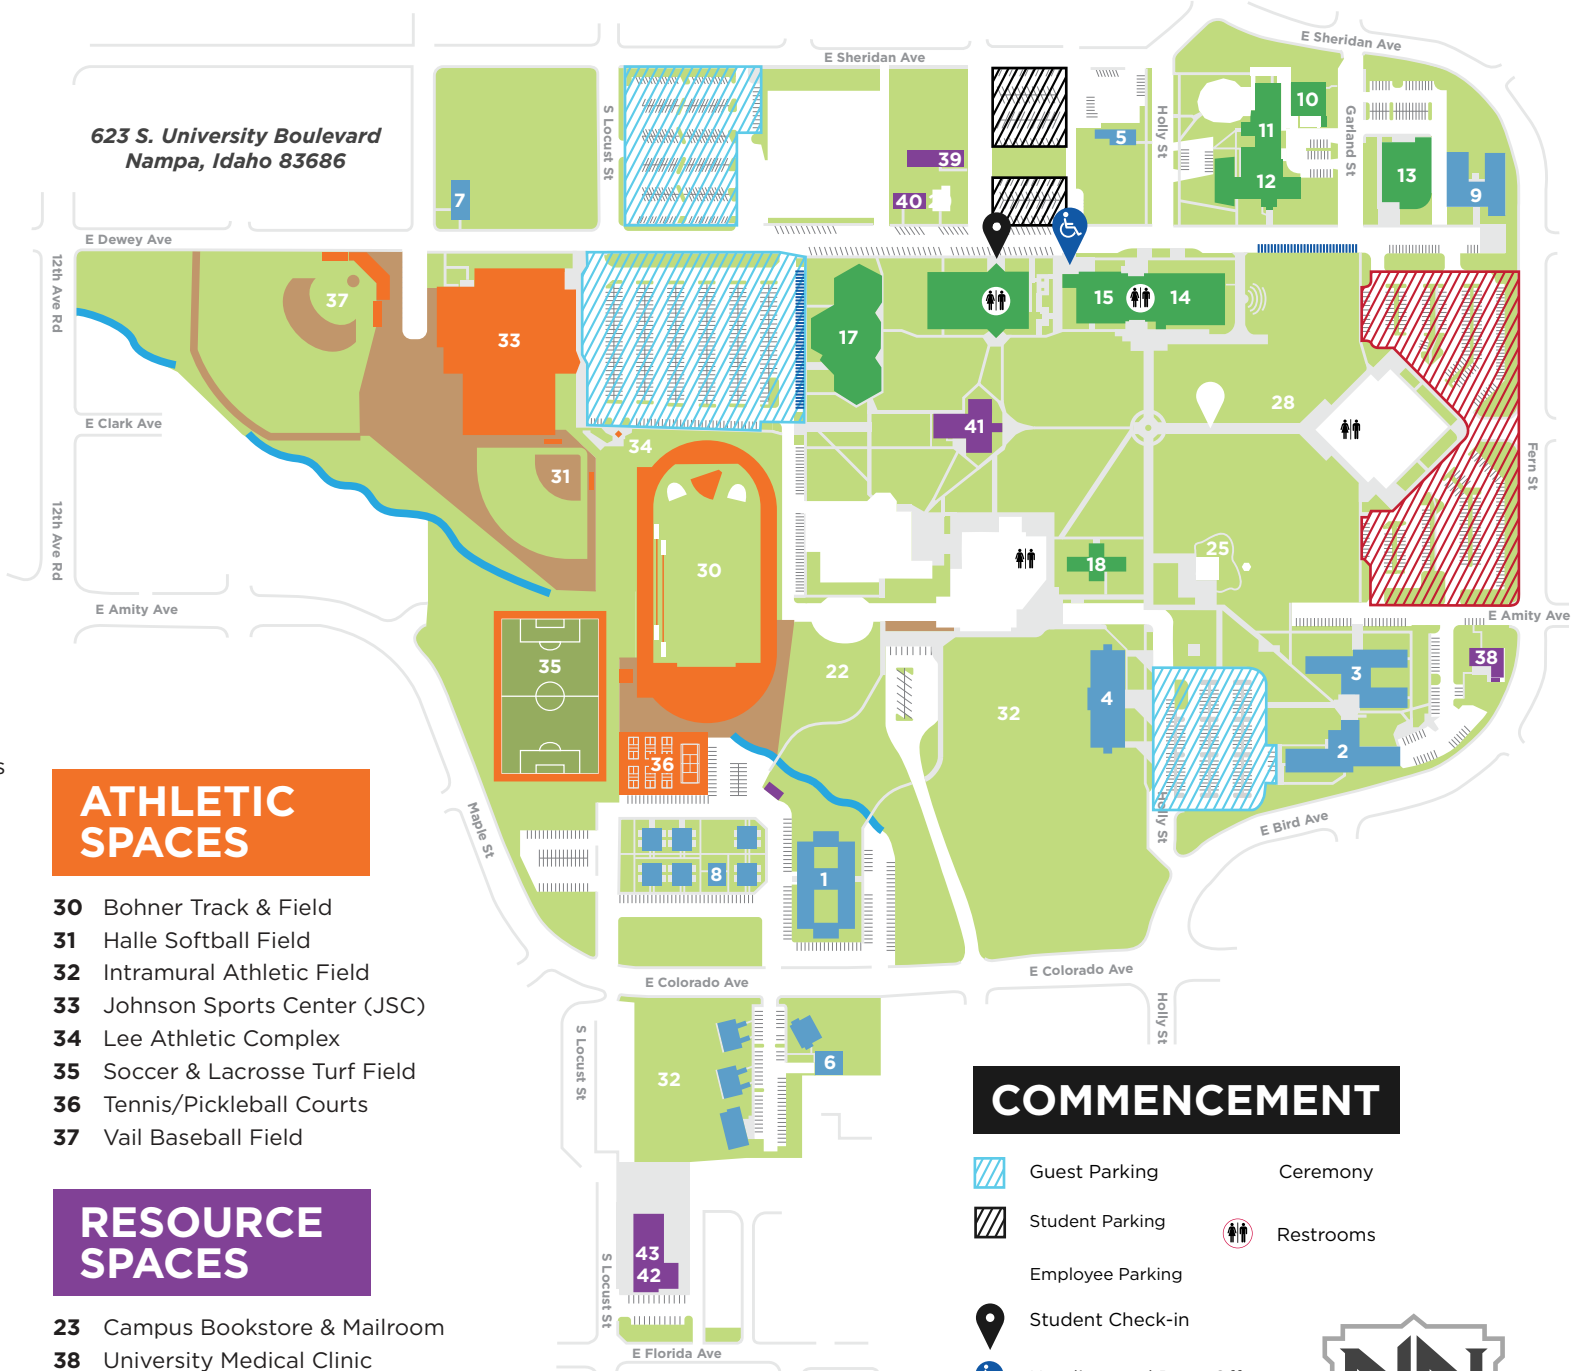 E Sheridan Ave
E Sheridan Ave
623 S. University Boulevard
Nampa, Idaho 83686
S Locust St
Holly St
Garland St
10
11
5
39
12
13
7
40
9
E Dewey Ave
12th Ave Rd
37
33
17
15
14
E Clark Ave
34
41
28
Fern St
31
12th Ave Rd
30
25
18
E Amity Ave
E Amity Ave
35
22
32
4
3
38
36
2
Maple St
Holly St
E Bird Ave
8
1
ATHLETIC
SPACES
30 Bohner Track & Field
31 Halle Softball Field
32 Intramural Athletic Field
33 Johnson Sports Center (JSC)
34 Lee Athletic Complex
35 Soccer & Lacrosse Turf Field
36 Tennis/Pickleball Courts
37 Vail Baseball Field
E Colorado Ave
E Colorado Ave
Holly St
S Locust St
32
6
RESOURCE
SPACES
23 Campus Bookstore & Mailroom
38 University Medical Clinic
43
42
S Locust St
E Florida Ave
COMMENCEMENT
Guest Parking
Ceremony
Student Parking
Restrooms
Employee Parking
Student Check-in